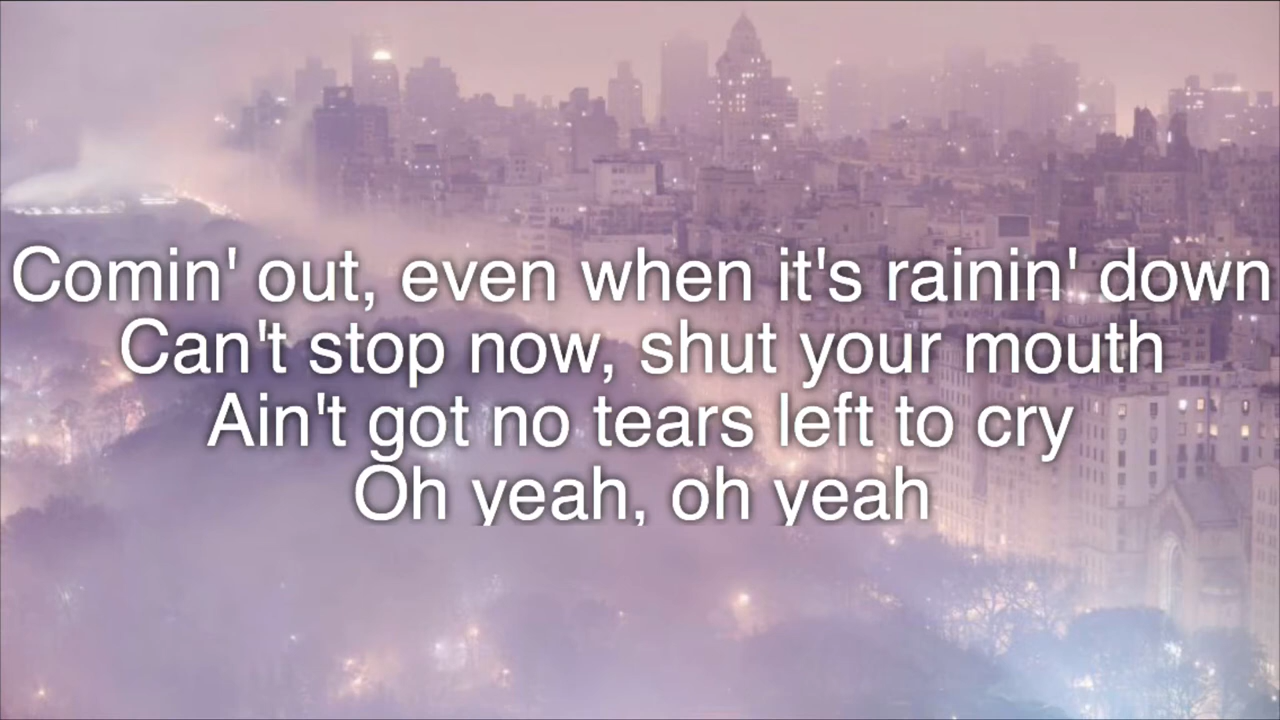 Comin' out, even when it's rainin' down
Can't stop now, shut your mouth
Ain't got no tears left to cry
Oh yeah, oh yeah